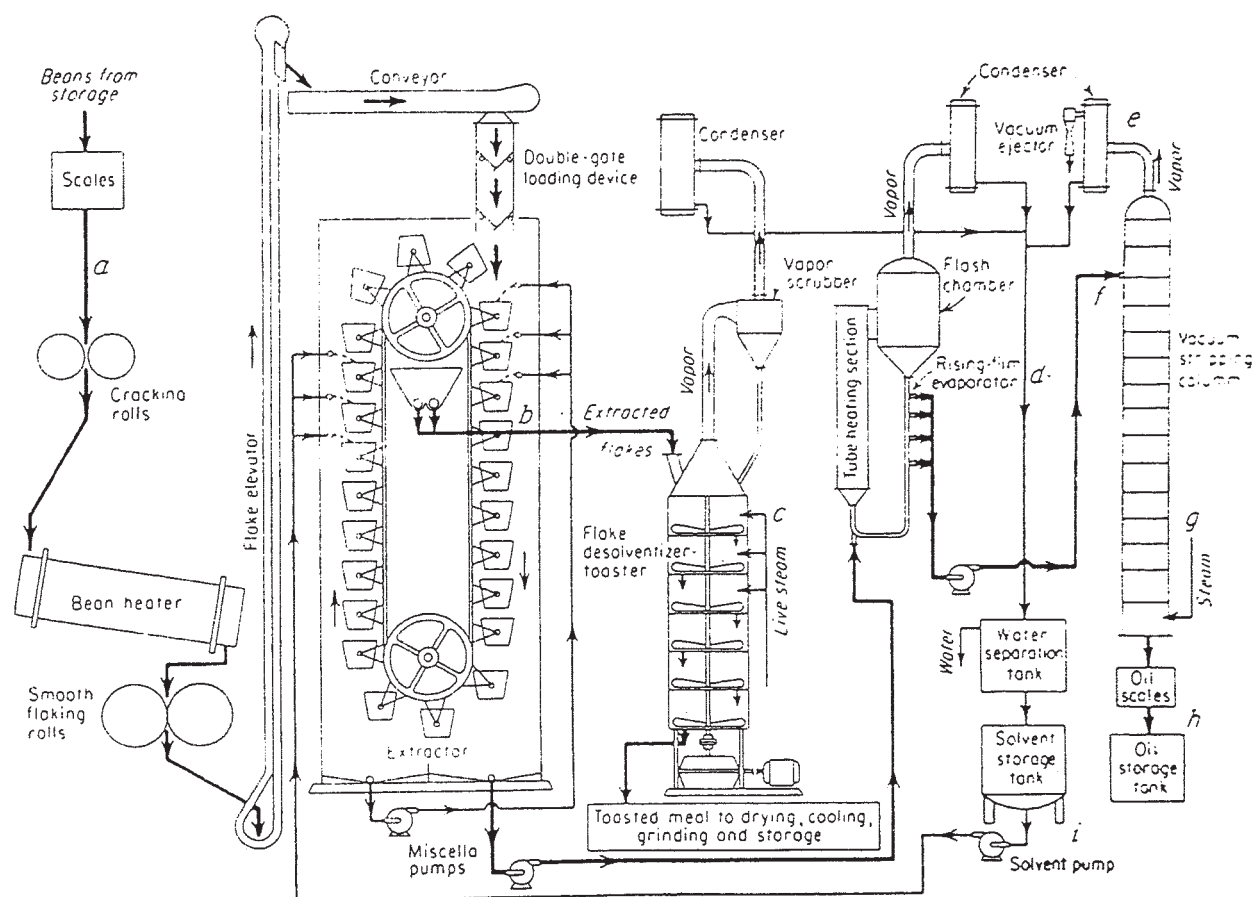 Beans from
storage
Scales
a
Cracking
rolls
Bean heater
Smooth
flaking
rolls
Flake elevator
Conveyor
Double-gate
loading device
b
Extracted
flakes
Extractor
Miscella
pumps
Condenser
Vapor
Vapor
scrubber
Flake
desolventizer-
toaster
c
Live steam
Toasted meal to drying, cooling,
grinding and storage
Tube heating section
Vapor
Flash
chamber
Rising-film
evaporator
d
Condenser
Vacuum
ejector
e
Vapor
f
Vacuum
stripping
column
g
Steam
Water
Water
separation
tank
Solvent
storage
tank
i
Solvent pump
Oil
scales
h
Oil
storage
tank